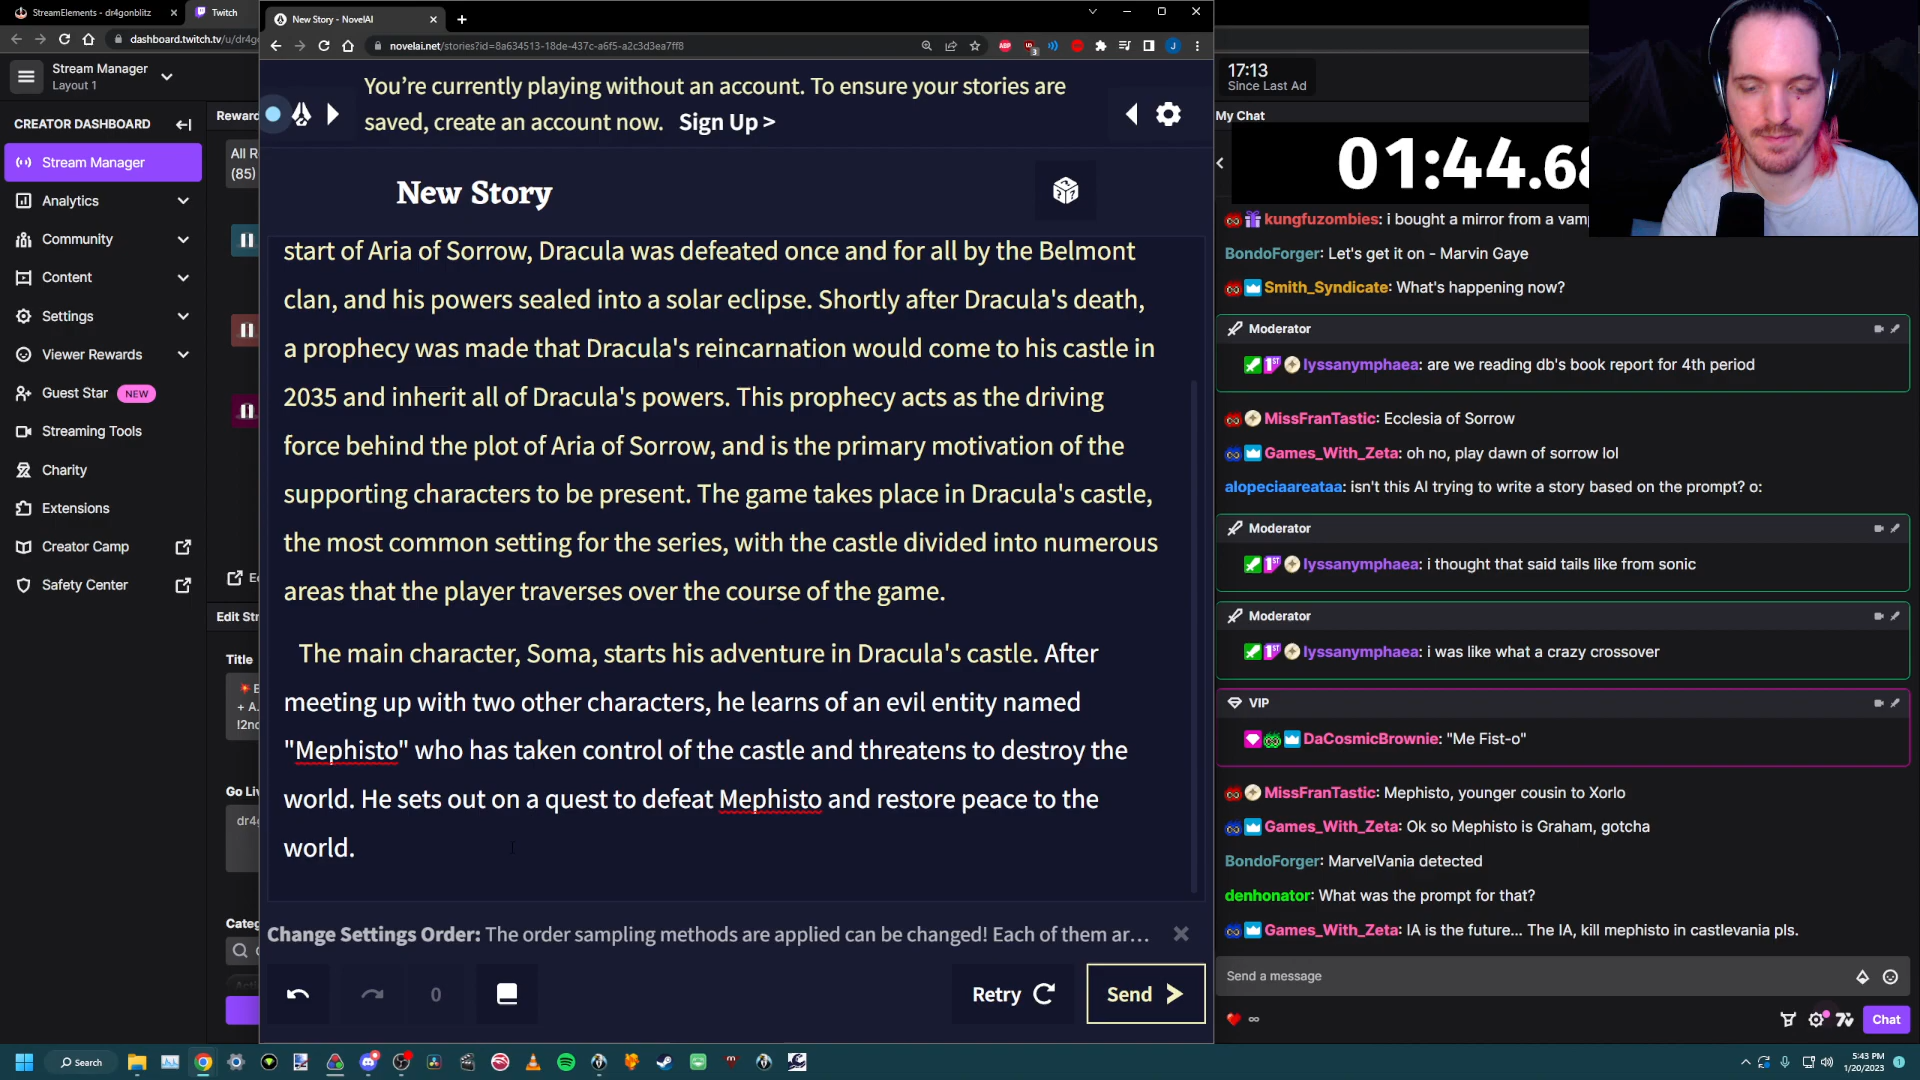 StreamElements - dr4gonblitz
Twitch
New Story - NovelAI
dashboard.twitch.tv/u/dr4g
novelai.net/stories?id=8a634513-18de-437c-a6f5-a2c3d3ea7ff8
Stream Manager
Layout 1
CREATOR DASHBOARD
Stream Manager
Analytics
Community
Content
Settings
Viewer Rewards
Guest Star NEW
Streaming Tools
Charity
Extensions
Creator Camp
Safety Center
All R
(85)
Title
+ A.
Go Liv
dr4g
Categ
You're currently playing without an account. To ensure your stories are
saved, create an account now. Sign Up >
New Story
start of Aria of Sorrow, Dracula was defeated once and for all by the Belmont
clan, and his powers sealed into a solar eclipse. Shortly after Dracula's death,
a prophecy was made that Dracula's reincarnation would come to his castle in
2035 and inherit all of Dracula's powers. This prophecy acts as the driving
force behind the plot of Aria of Sorrow, and is the primary motivation of the
supporting characters to be present. The game takes place in Dracula's castle,
the most common setting for the series, with the castle divided into numerous
areas that the player traverses over the course of the game.
The main character, Soma, starts his adventure in Dracula's castle. After
meeting up with two other characters, he learns of an evil entity named
"Mephisto" who has taken control of the castle and threatens to destroy the
world. He sets out on a quest to defeat Mephisto and restore peace to the
world.
Change Settings Order: The order sampling methods are applied can be changed! Each of them ar...
0
Retry
Send
17:13
Since Last Ad
My Chat
01:44.68
kungfuzombies: i bought a mirror from a vam
BondoForger: Let's get it on - Marvin Gaye
Smith_Syndicate: What's happening now?
Moderator
lyssanymphaea: are we reading db's book report for 4th period
MissFranTastic: Ecclesia of Sorrow
Games_With_Zeta: oh no, play dawn of sorrow lol
alopeciaareataa: isn't this AI trying to write a story based on the prompt? o:
Moderator
lyssanymphaea: i thought that said tails like from sonic
Moderator
lyssanymphaea: i was like what a crazy crossover
VIP
DaCosmicBrownie: "Me Fist-o"
MissFranTastic: Mephisto, younger cousin to Xorlo
Games_With_Zeta: Ok so Mephisto is Graham, gotcha
BondoForger: MarvelVania detected
denhonator: What was the prompt for that?
Games_With_Zeta: IA is the future... The IA, kill mephisto in castlevania pls.
Send a message
Chat
Search
5:43 PM
1/20/2023